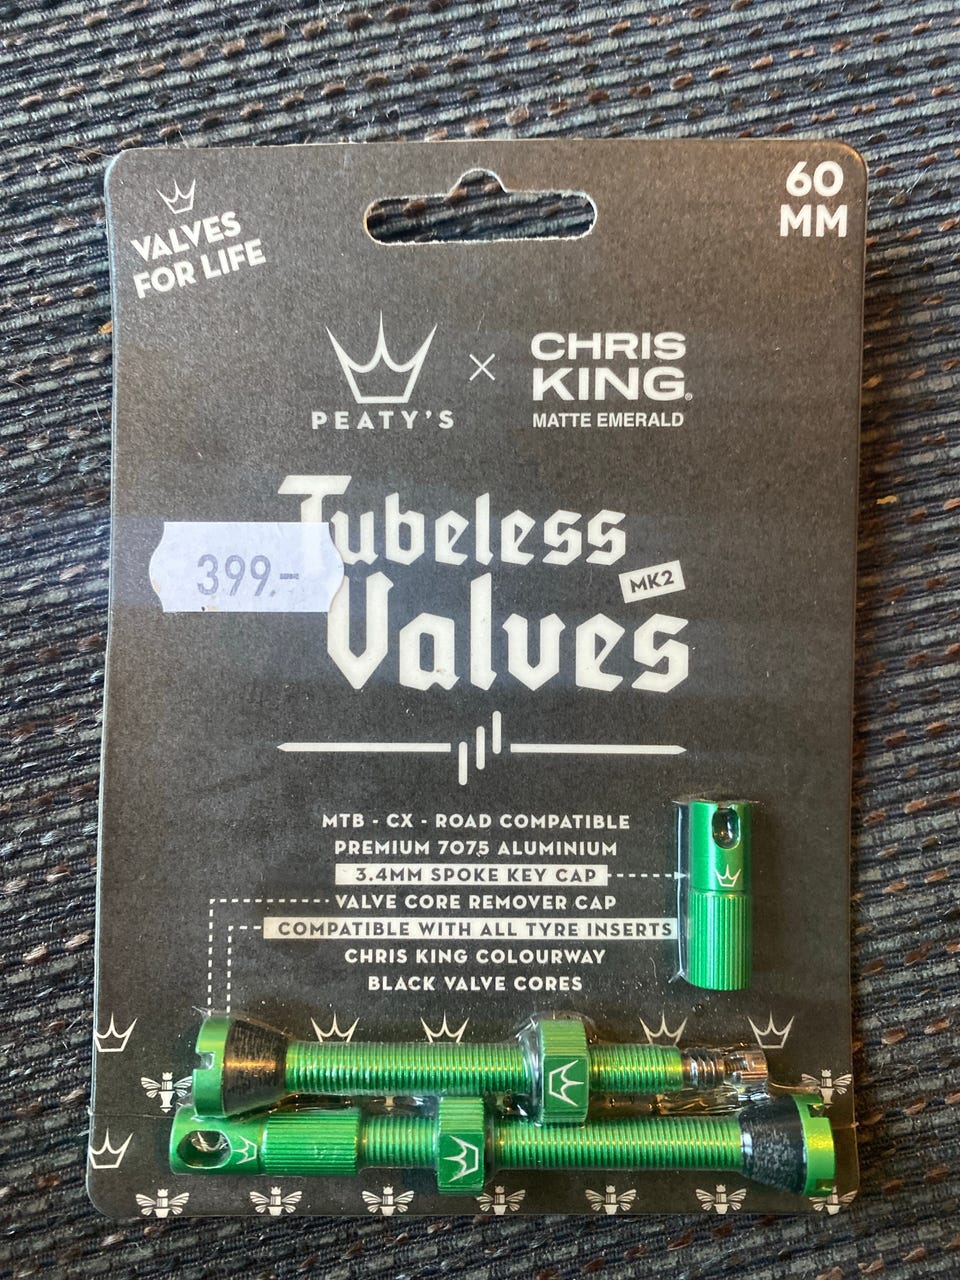 VALVES
FOR LIFE
60
MM
PEATY'S
×
CHRIS
KING®
MATTE EMERALD
Tubeless
399.-
MK2
Valves
MTB - CX - ROAD COMPATIBLE
PREMIUM 7075 ALUMINIUM
3.4MM SPOKE KEY CAP
VALVE CORE REMOVER CAP
COMPATIBLE WITH ALL TYRE INSERTS
CHRIS KING COLOURWAY
BLACK VALVE CORES